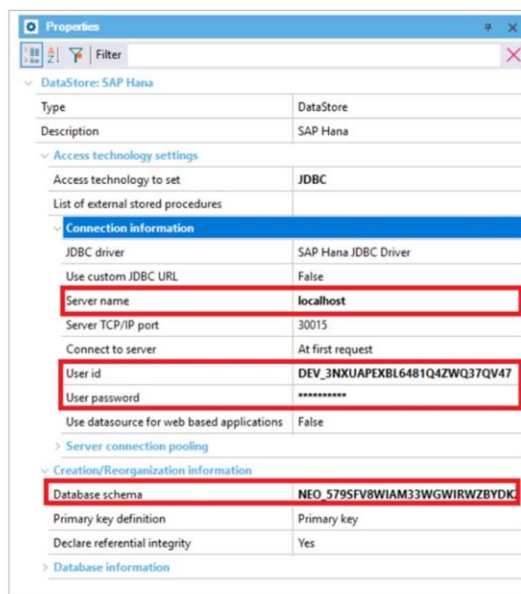 Properties
Filter
DataStore: SAP Hana
Type DataStore
Description SAP Hana
Access technology settings
Access technology to set JDBC
List of external stored procedures
Connection information
JDBC driver SAP Hana JDBC Driver
Use custom JDBC URL False
Server name localhost
Server TCP/IP port 30015
Connect to server At first request
User id DEV_3NXUAPEXBL6481Q4ZWQ37QV47
User password **********
Use datasource for web based applications False
Server connection pooling
Creation/Reorganization information
Database schema NEO_579SFV8WIAM33WGWIRWZBYDK
Primary key definition Primary key
Declare referential integrity Yes
Database information